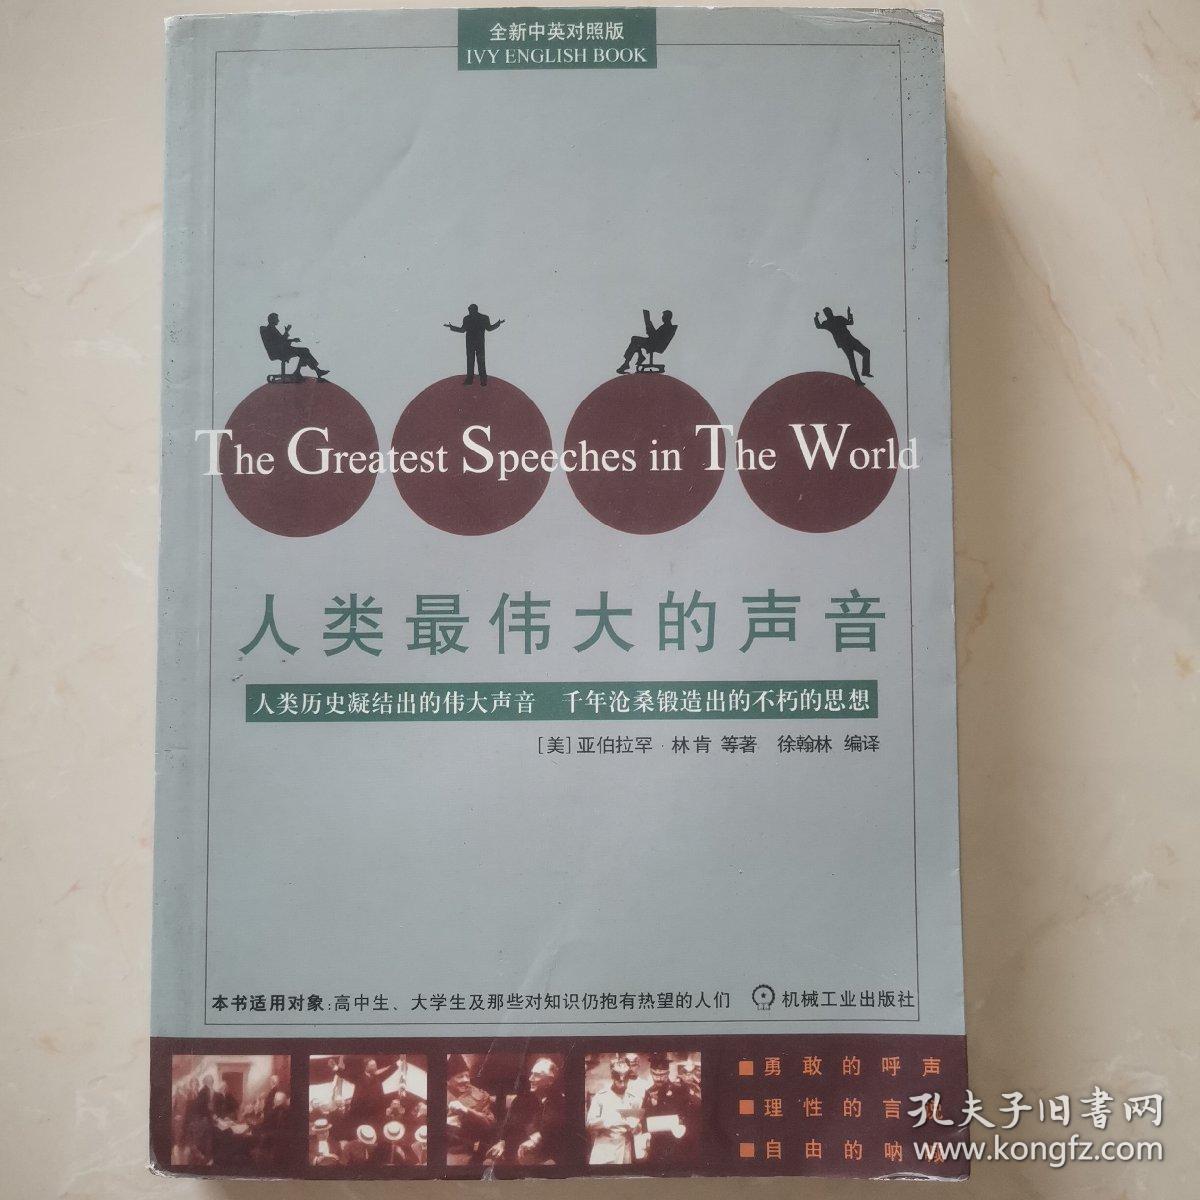 全新中英对照版
IVY ENGLISH BOOK
The Greatest Speeches in The World
人类最伟大的声音
人类历史凝结出的伟大声音 千年沧桑锻造出的不朽的思想
[美]亚伯拉罕·林肯 等著 徐翰林 编译
本书适用对象:高中生、大学生及那些对知识仍抱有热望的人们 机械工业出版社
■勇敢的呼声
■理性的言
■自由的呐
孔夫子旧書网
www.kongfz.com